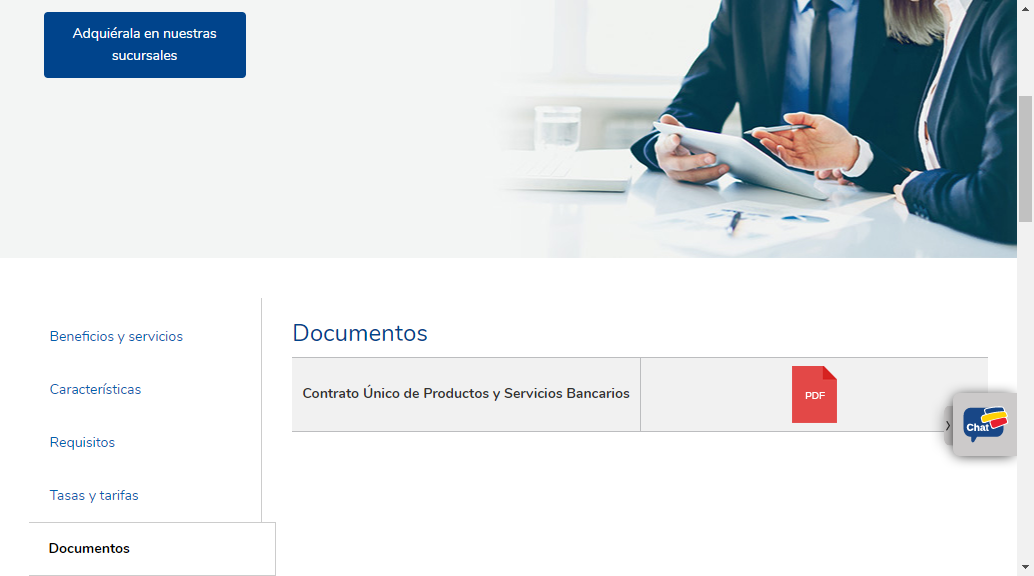 Adquiérala en nuestras
sucursales
Beneficios y servicios
Características
Requisitos
Tasas y tarifas
Documentos
Documentos
Contrato Único de Productos y Servicios Bancarios
PDF
Chat